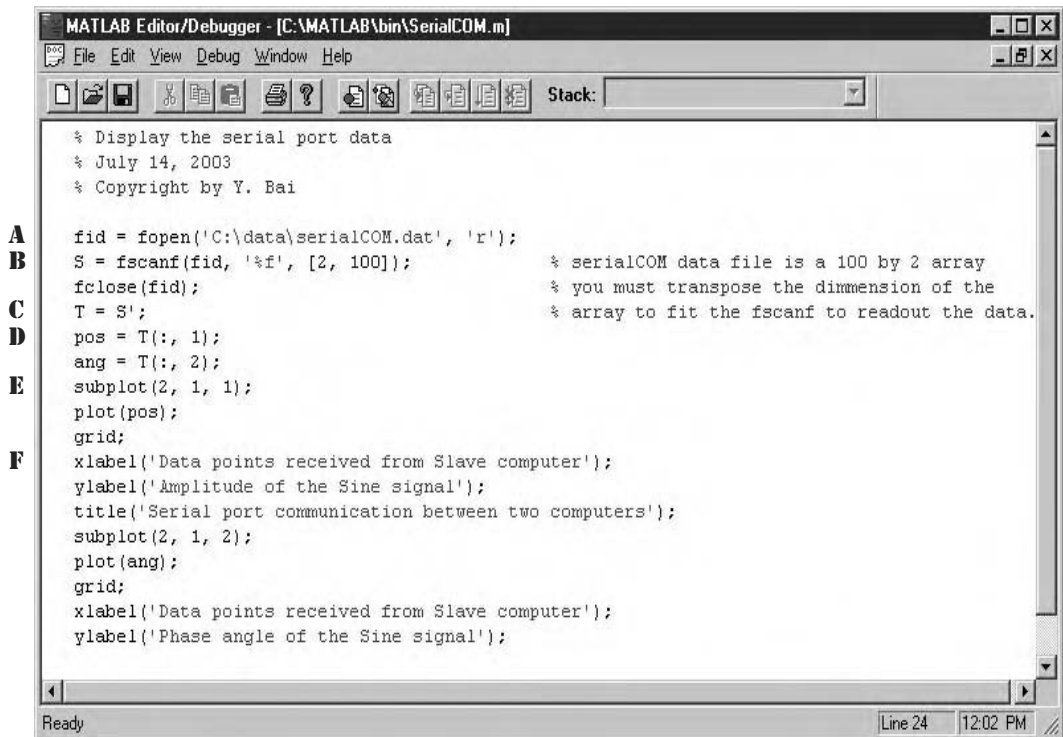 MATLAB Editor/Debugger - [C:\MATLAB\bin\SerialCOM.m]
File Edit View Debug Window Help
Stack:
% Display the serial port data
% July 14, 2003
% Copyright by Y. Bai
A fid = fopen('C:\data\serialCOM.dat', 'r');
B S = fscanf(fid, '%f', [2, 100]); % serialCOM data file is a 100 by 2 array
fclose(fid); % you must transpose the dimmension of the
C T = S'; % array to fit the fscanf to readout the data.
D pos = T(:, 1);
ang = T(:, 2);
E subplot(2, 1, 1);
plot(pos);
grid;
F xlabel('Data points received from Slave computer');
ylabel('Amplitude of the Sine signal');
title('Serial port communication between two computers');
subplot(2, 1, 2);
plot(ang);
grid;
xlabel('Data points received from Slave computer');
ylabel('Phase angle of the Sine signal');
Ready Line 24 12:02 PM